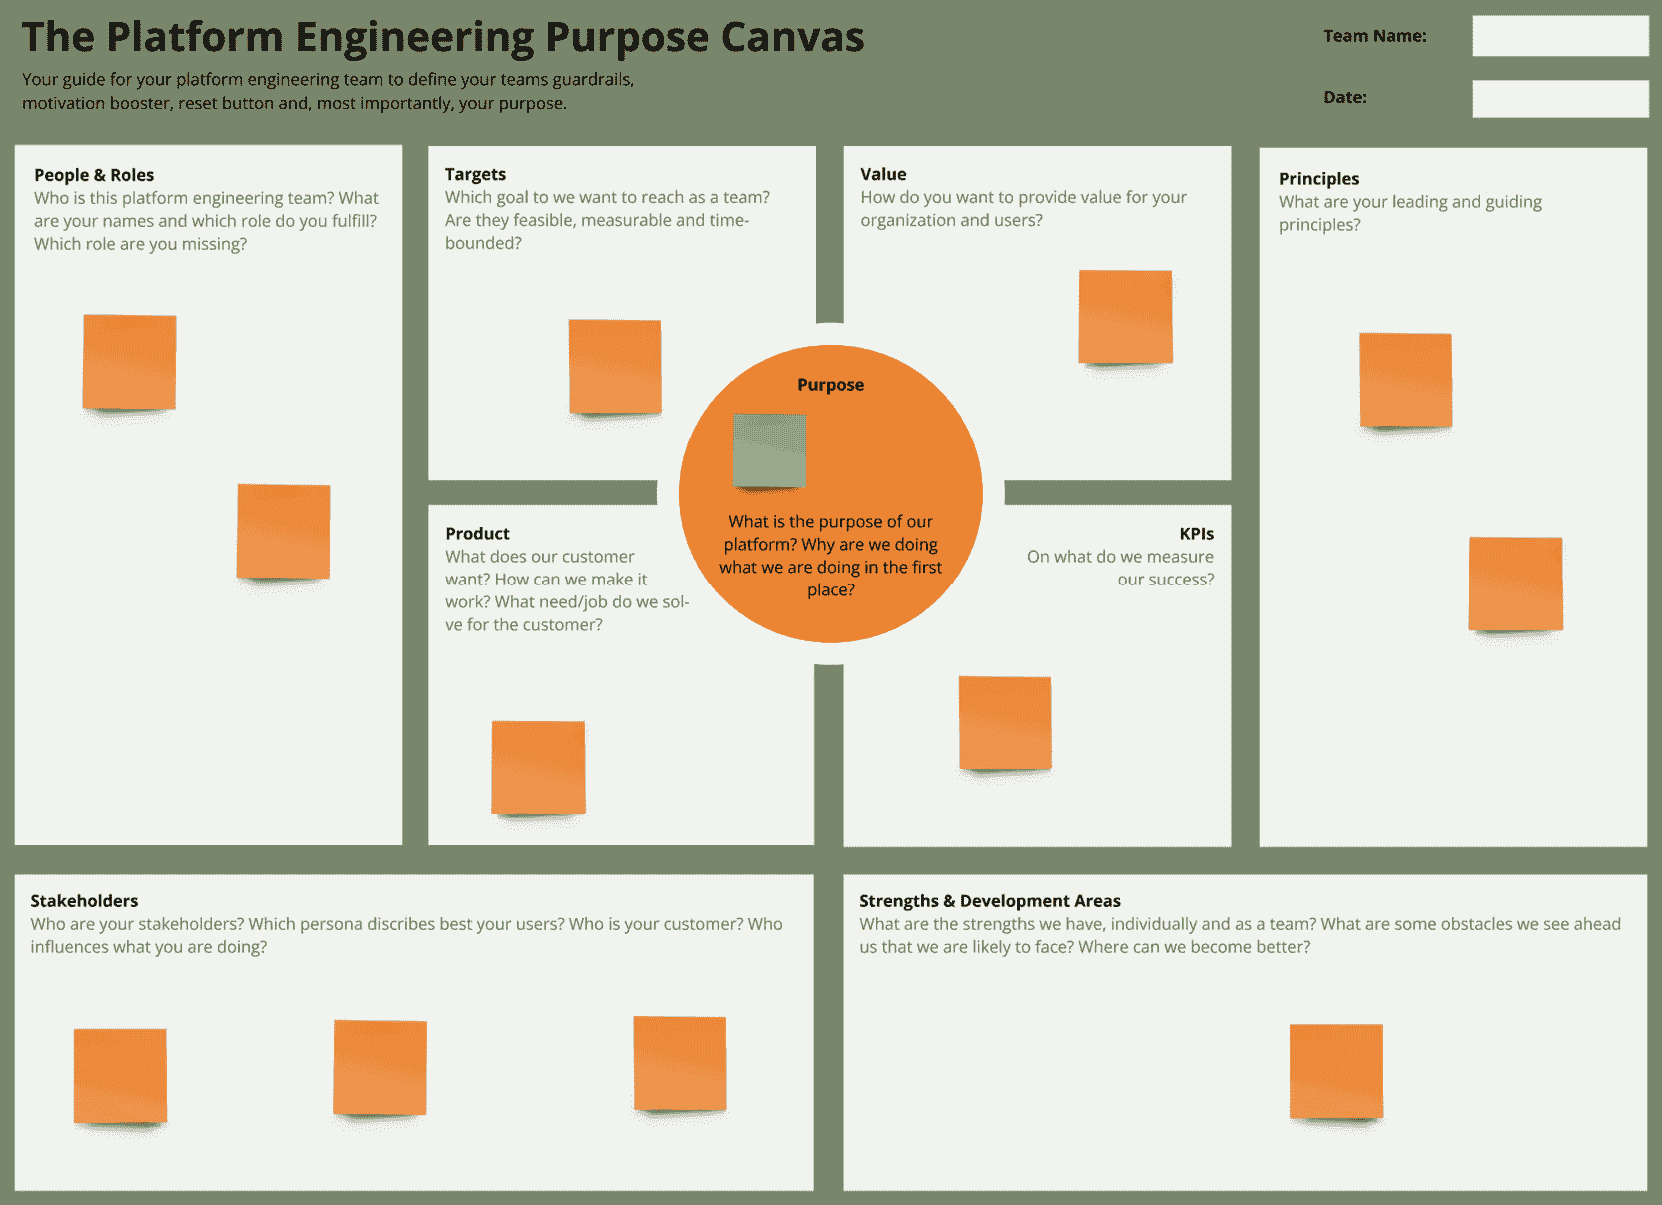 The Platform Engineering Purpose Canvas
Your guide for your platform engineering team to define your teams guardrails,
motivation booster, reset button and, most importantly, your purpose.
Team Name:
Date:
People & Roles
Who is this platform engineering team? What
are your names and which role do you fulfill?
Which role are you missing?
Targets
Which goal to we want to reach as a team?
Are they feasible, measurable and time-
bounded?
Value
How do you want to provide value for your
organization and users?
Principles
What are your leading and guiding
principles?
Purpose
What is the purpose of our
platform? Why are we doing
what we are doing in the first
place?
Product
What does our customer
want? How can we make it
work? What need/job do we sol-
ve for the customer?
KPIs
On what do we measure
our success?
Stakeholders
Who are your stakeholders? Which persona discribes best your users? Who is your customer? Who
influences what you are doing?
Strengths & Development Areas
What are the strengths we have, individually and as a team? What are some obstacles we see ahead
us that we are likely to face? Where can we become better?